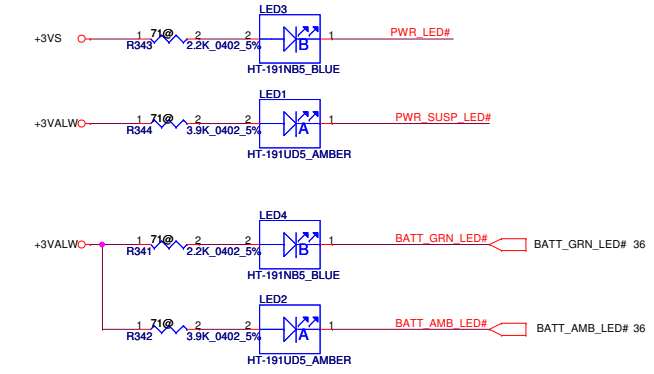 LED3
+3VS 1 71@ 2 2 B 1 PWR_LED#
R343 2.2K_0402_5%
HT-191NB5_BLUE
LED1
+3VALW 1 71@ 2 2 A 1 PWR_SUSP_LED#
R344 3.9K_0402_5%
HT-191UD5_AMBER
LED4
+3VALW 1 71@ 2 2 B 1 BATT_GRN_LED# BATT_GRN_LED# 36
R341 2.2K_0402_5%
HT-191NB5_BLUE
LED2
1 71@ 2 2 A 1 BATT_AMB_LED# BATT_AMB_LED# 36
R342 3.9K_0402_5%
HT-191UD5_AMBER